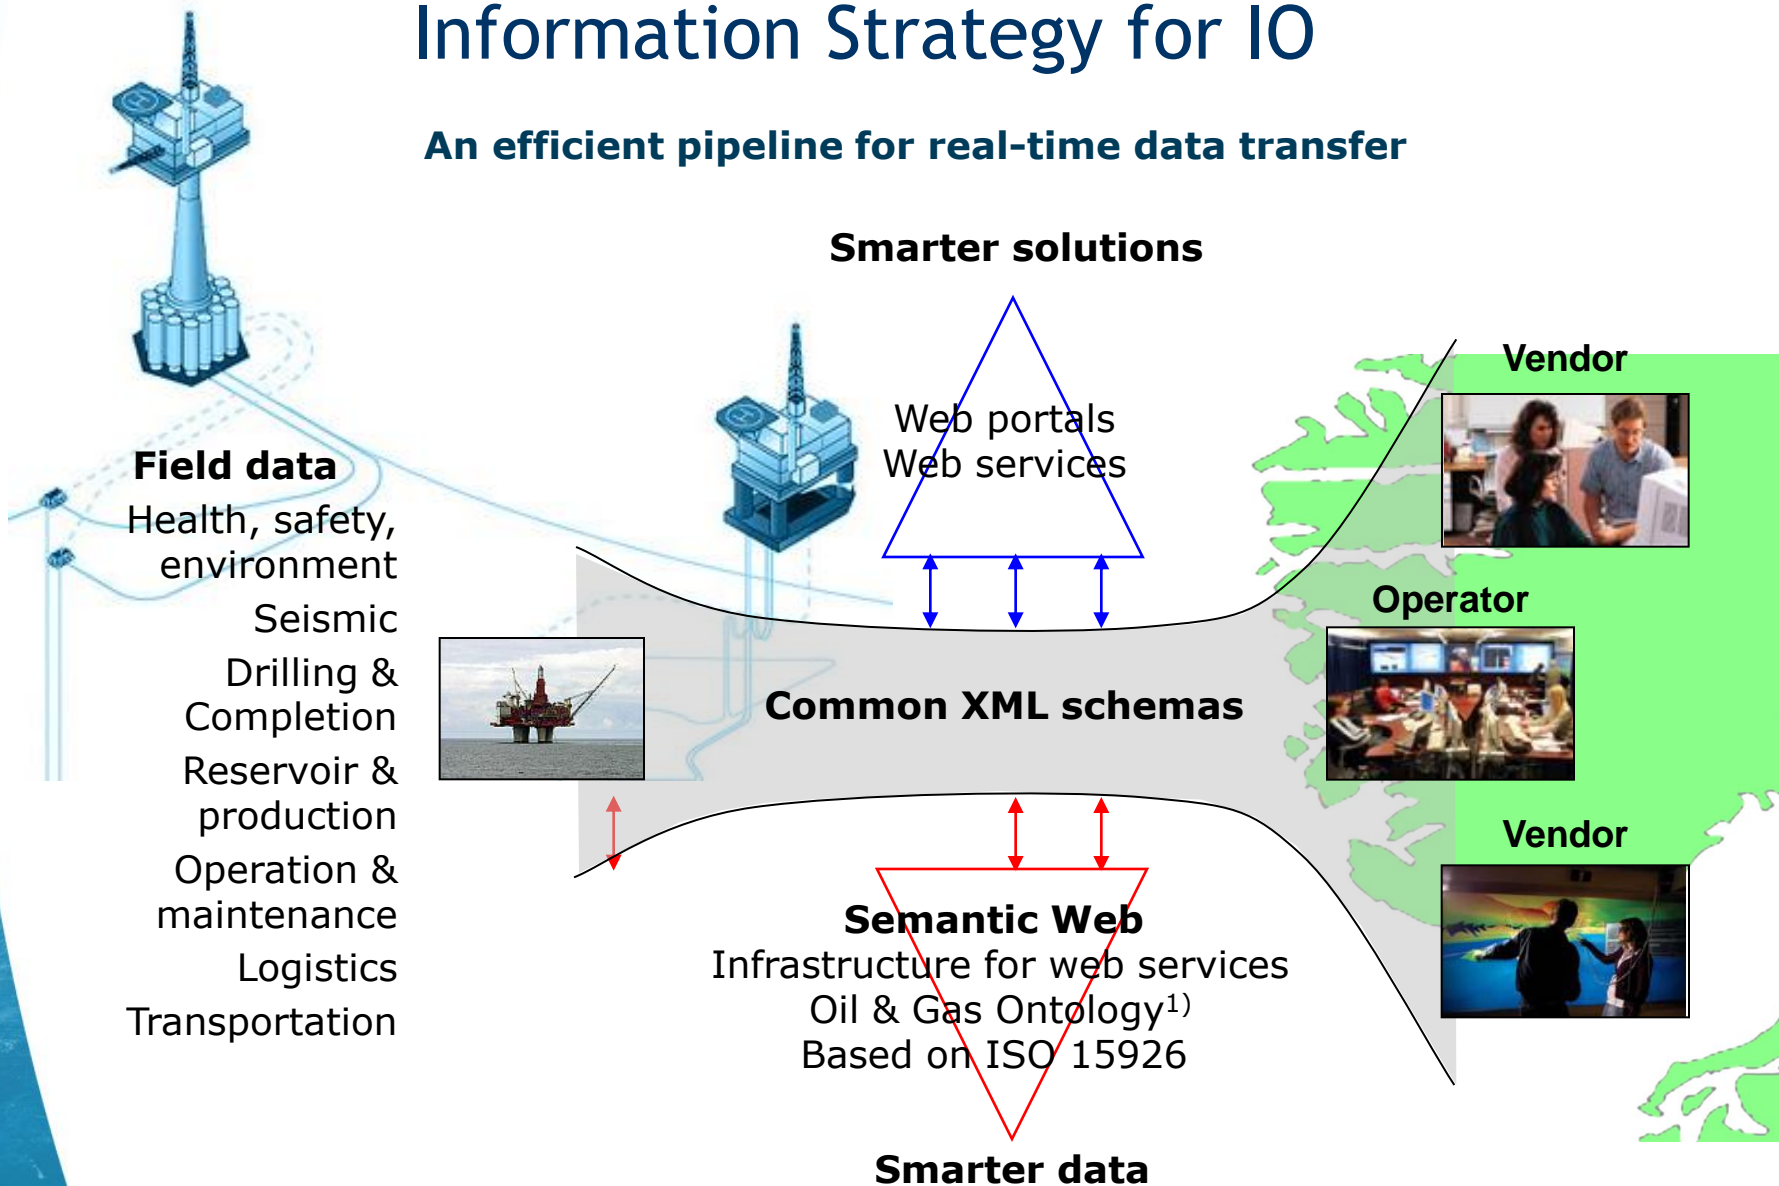 Information Strategy for IO
An efficient pipeline for real-time data transfer
Smarter solutions
Web portals
Web services
Field data
Health, safety,
environment
Seismic
Drilling &
Completion
Reservoir &
production
Operation &
maintenance
Logistics
Transportation
Common XML schemas
Vendor
Operator
Vendor
Semantic Web
Infrastructure for web services
Oil & Gas Ontology1)
Based on ISO 15926
Smarter data